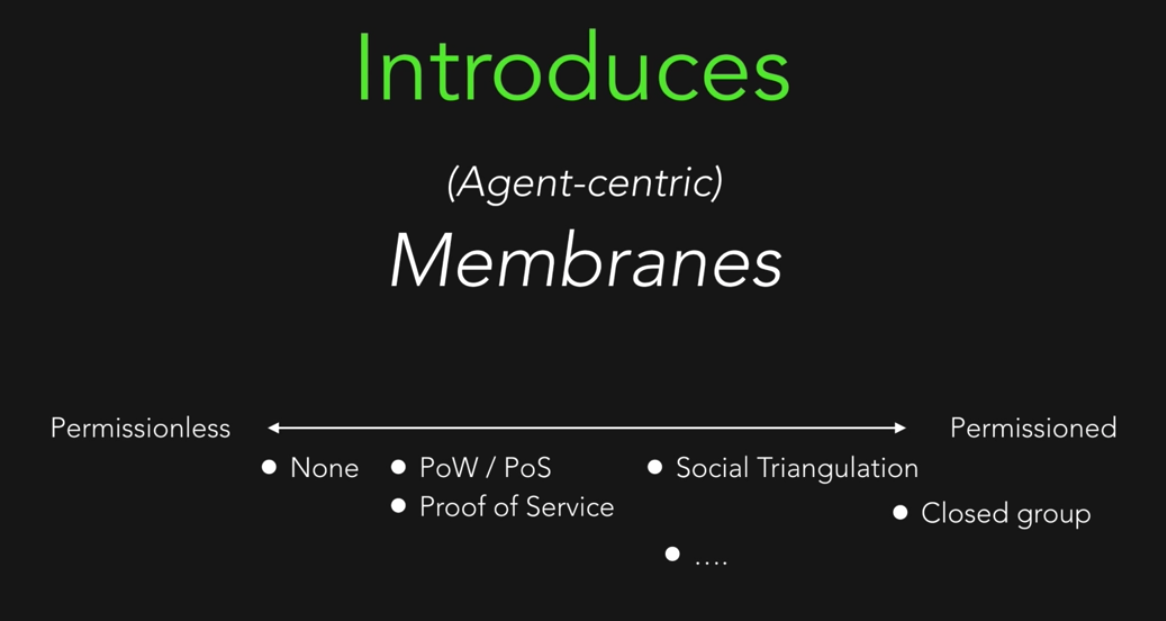 Introduces
(Agent-centric)
Membranes
Permissionless Permissioned
● None ● PoW / PoS ● Social Triangulation
● Proof of Service
● Closed group
● ....